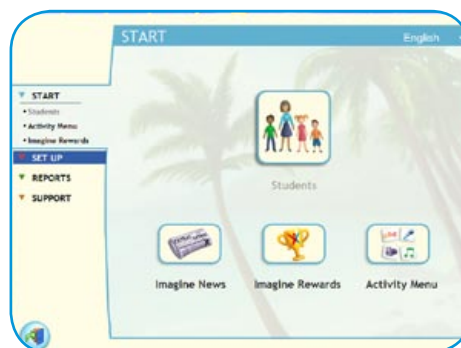 START
English
START
• Students
• Activity Menu
• Imagine Rewards
SET UP
REPORTS
SUPPORT
Students
Imagine News
Imagine Rewards
Activity Menu